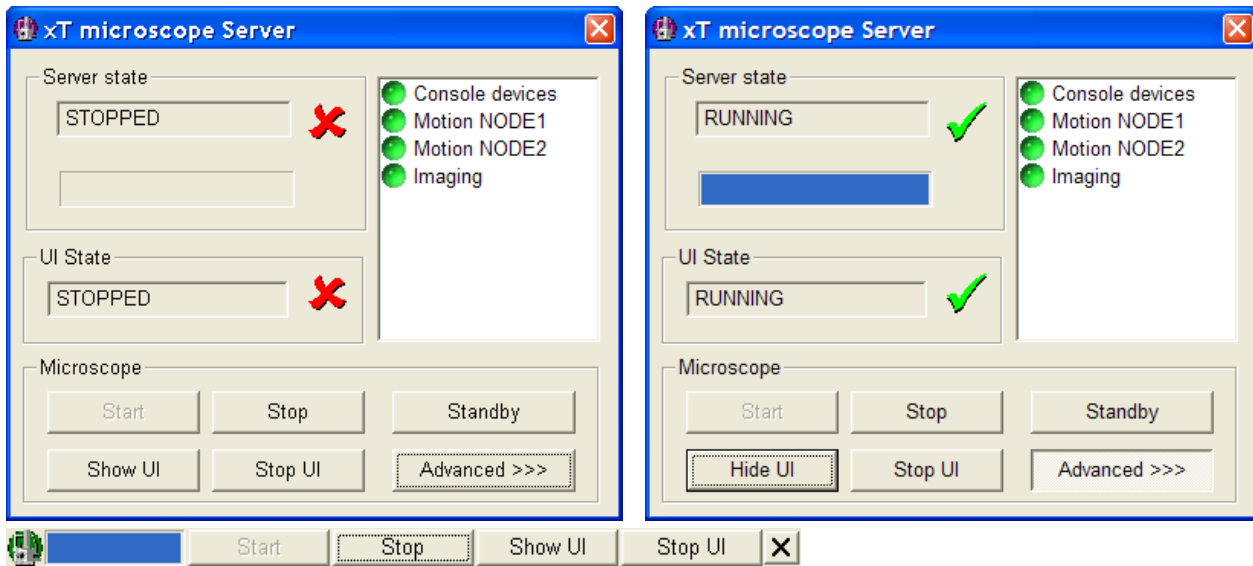 xT microscope Server
Server state
STOPPED
Console devices
Motion NODE1
Motion NODE2
Imaging
UI State
STOPPED
Microscope
Start
Stop
Standby
Show UI
Stop UI
Advanced >>>
xT microscope Server
Server state
RUNNING
Console devices
Motion NODE1
Motion NODE2
Imaging
UI State
RUNNING
Microscope
Start
Stop
Standby
Hide UI
Stop UI
Advanced >>>
Start
Stop
Show UI
Stop UI